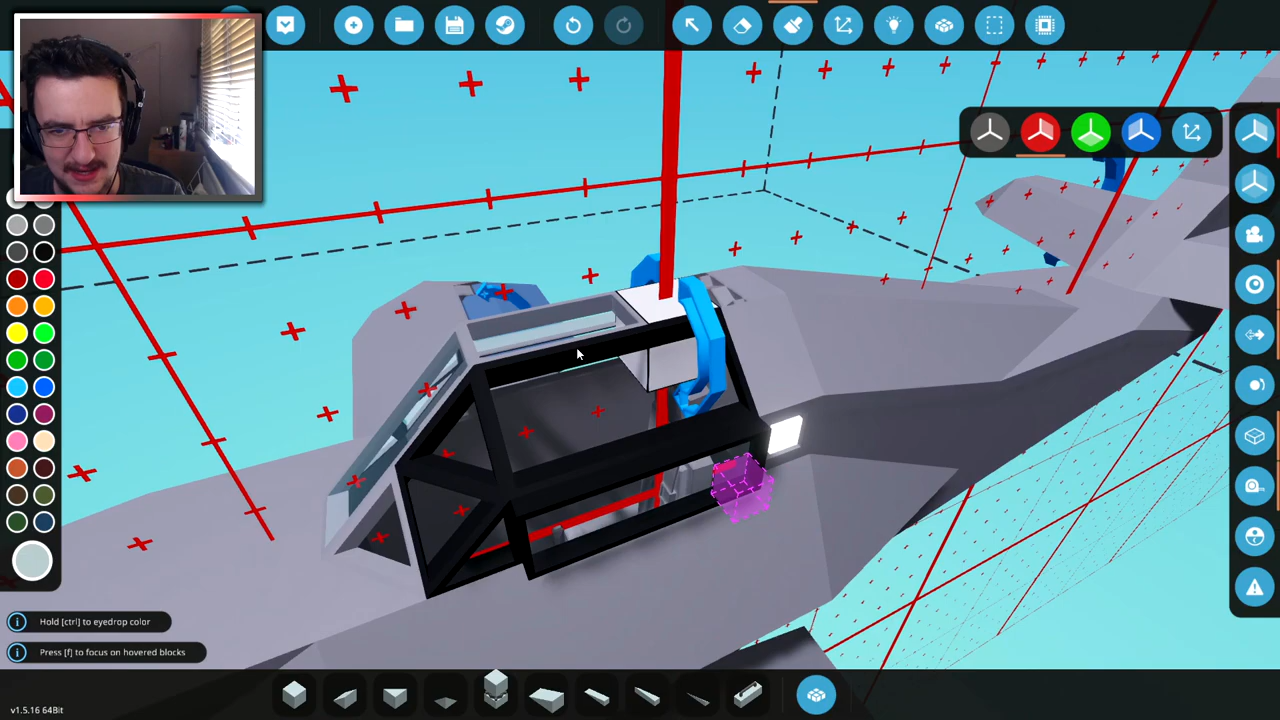 Hold [ctrl] to eyedrop color
Press [f] to focus on hovered blocks
v1.5.16 64Bit